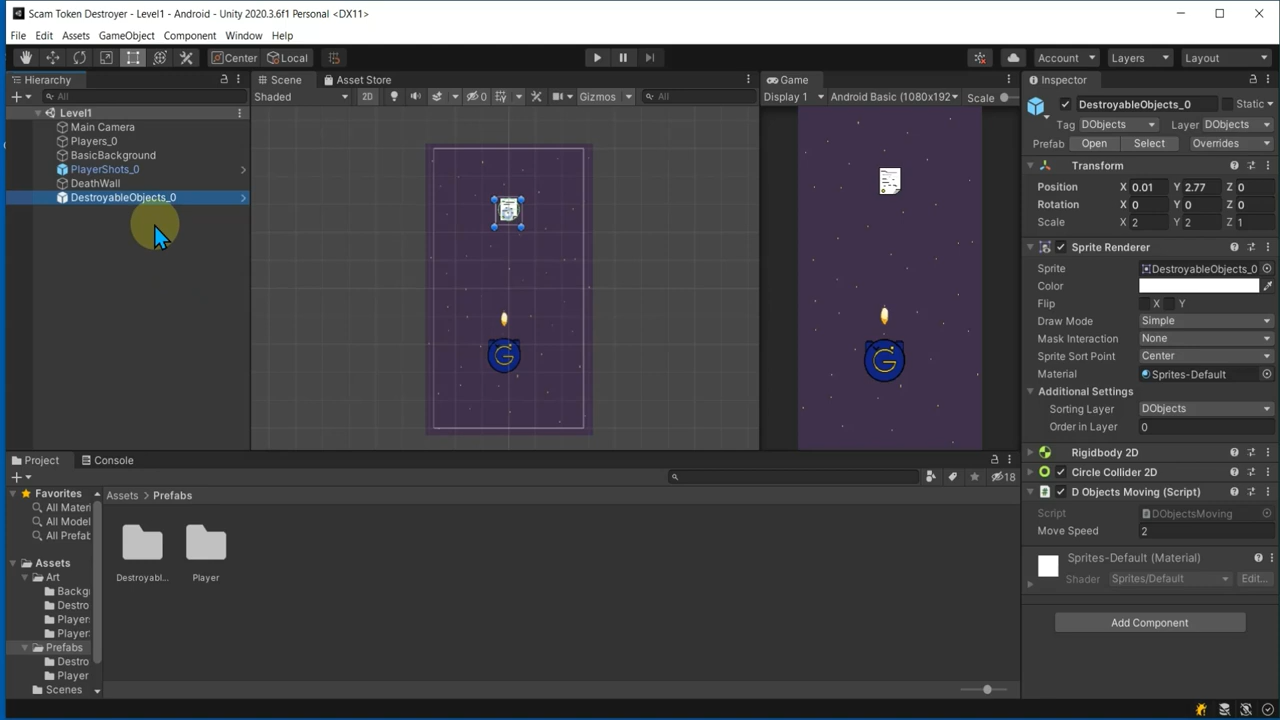 Scam Token Destroyer - Level1 - Android - Unity 2020.3.6f1 Personal <DX11>
File Edit Assets GameObject Component Window Help
Center Local Account Layers Layout
Hierarchy Scene Asset Store Game Inspector
All Shaded 2D 0 Gizmos All Display 1 Android Basic (1080x192 Scale
DestroyableObjects_0 Static
Level1
Tag DObjects Layer DObjects
Main Camera
Players_0
Prefab Open Select Overrides
BasicBackground
PlayerShots_0
Transform
DeathWall
Position X 0.01 Y 2.77 Z 0
DestroyableObjects_0
Rotation X 0 Y 0 Z 0
Scale X 2 Y 2 Z 1
Sprite Renderer
Sprite DestroyableObjects_0
Color
Flip X Y
Draw Mode Simple
Mask Interaction None
Sprite Sort Point Center
Material Sprites-Default
Additional Settings
Sorting Layer DObjects
Order in Layer 0
Rigidbody 2D
Circle Collider 2D
D Objects Moving (Script)
Script DObjectsMoving
Move Speed 2
Sprites-Default (Material)
Shader Sprites/Default Edit...
Add Component
Project Console
18
Favorites
All Mater
All Model
All Prefab
Assets > Prefabs
Destroyabl...
Player
Assets
Art
Backg
Destro
Player
Player
Prefabs
Destro
Player
Scenes
G
G